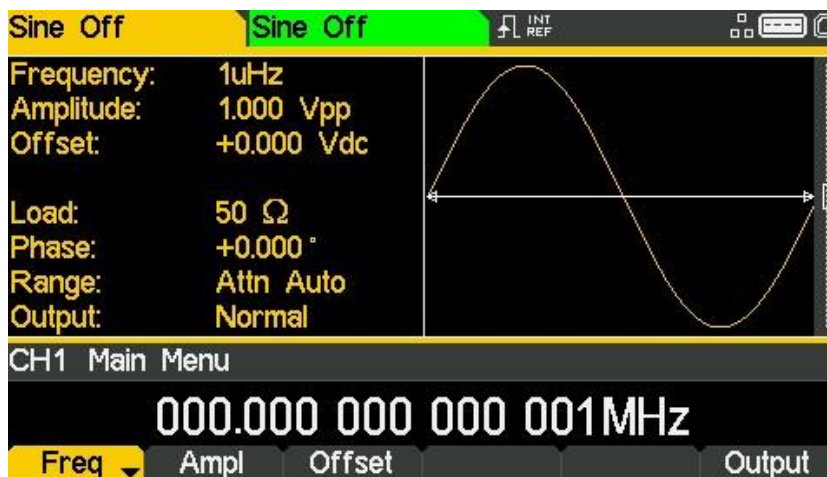 Sine Off Sine Off INT REF
Frequency: 1uHz
Amplitude: 1.000 Vpp
Offset: +0.000 Vdc
Load: 50 Ω
Phase: +0.000 °
Range: Attn Auto
Output: Normal
CH1 Main Menu
000.000 000 000 001MHz
Freq Ampl Offset Output